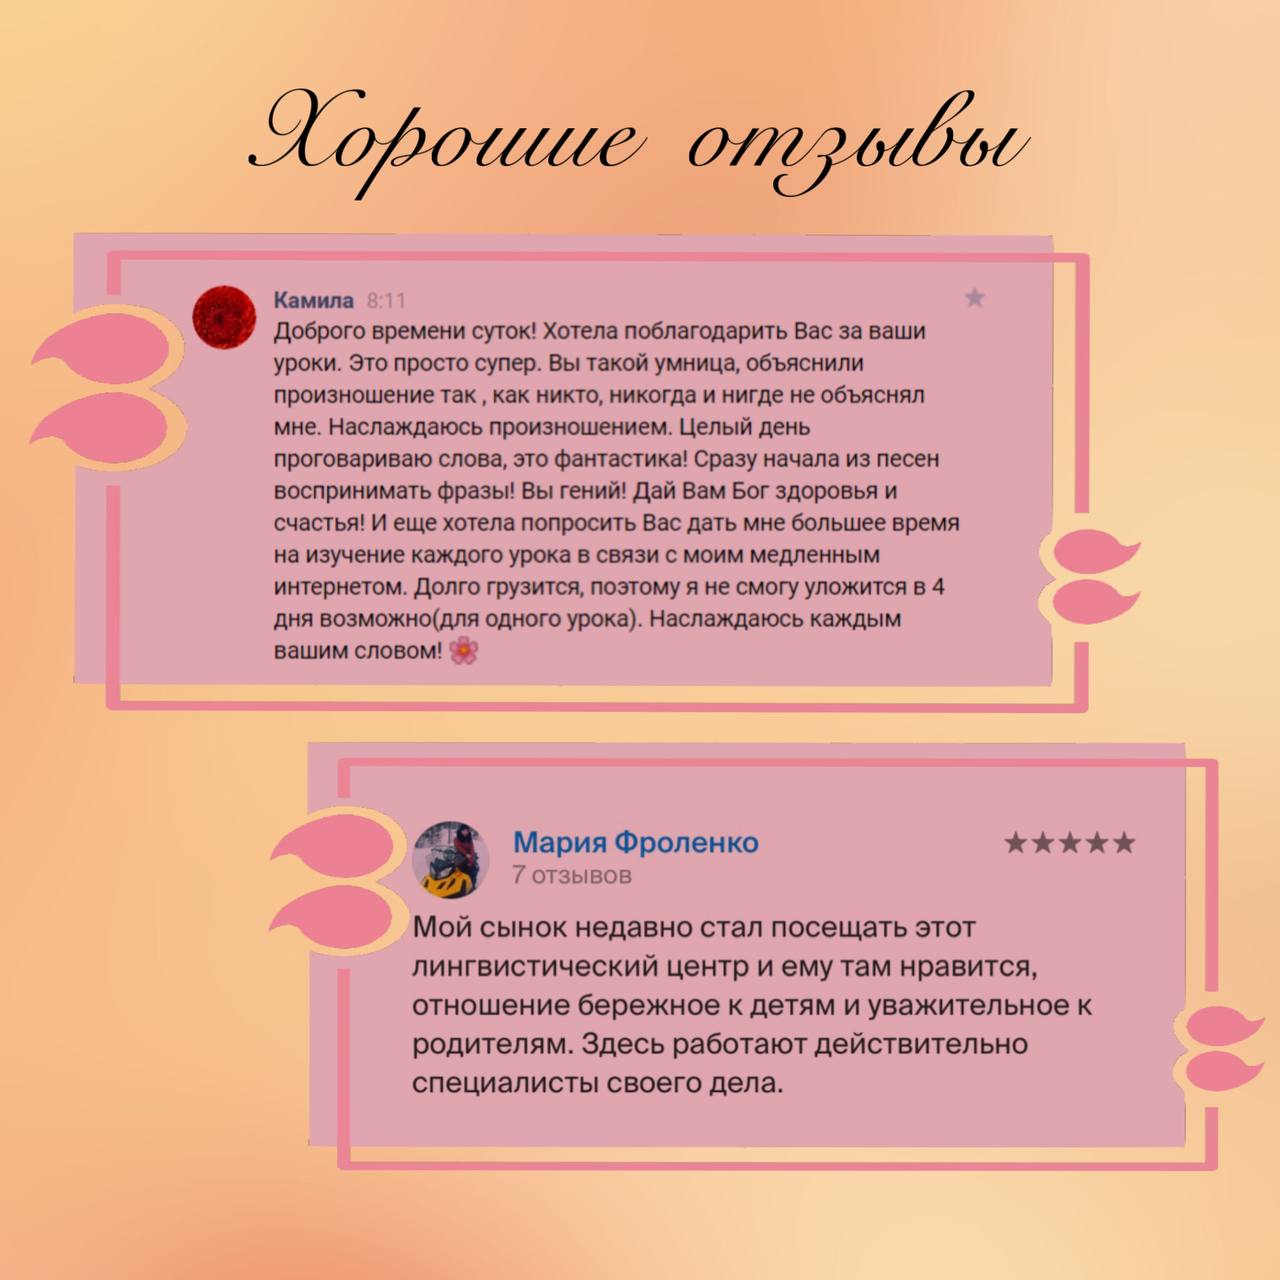 Хорошие отзывы
Камила 8:11
Доброго времени суток! Хотела поблагодарить Вас за ваши
уроки. Это просто супер. Вы такой умница, объяснили
произношение так , как никто, никогда и нигде не объяснял
мне. Наслаждаюсь произношением. Целый день
проговариваю слова, это фантастика! Сразу начала из песен
воспринимать фразы! Вы гений! Дай Вам Бог здоровья и
счастья! И еще хотела попросить Вас дать мне большее время
на изучение каждого урока в связи с моим медленным
интернетом. Долго грузится, поэтому я не смогу уложится в 4
дня возможно(для одного урока). Наслаждаюсь каждым
вашим словом! 🌸
Мария Фроленко ★★★★★
7 отзывов
Мой сынок недавно стал посещать этот
лингвистический центр и ему там нравится,
отношение бережное к детям и уважительное к
родителям. Здесь работают действительно
специалисты своего дела.